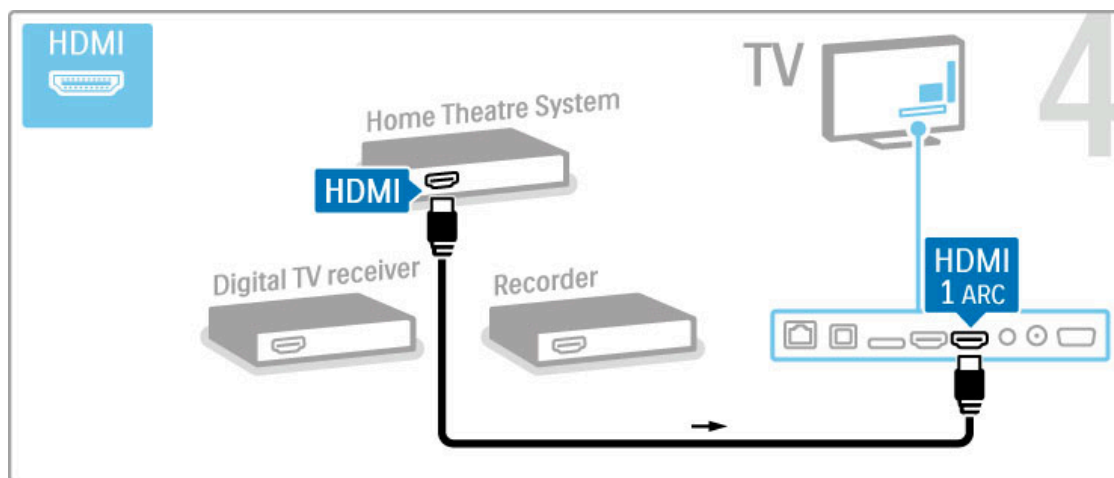 HDMI
TV
4
Home Theatre System
HDMI
Digital TV receiver
Recorder
HDMI
1 ARC